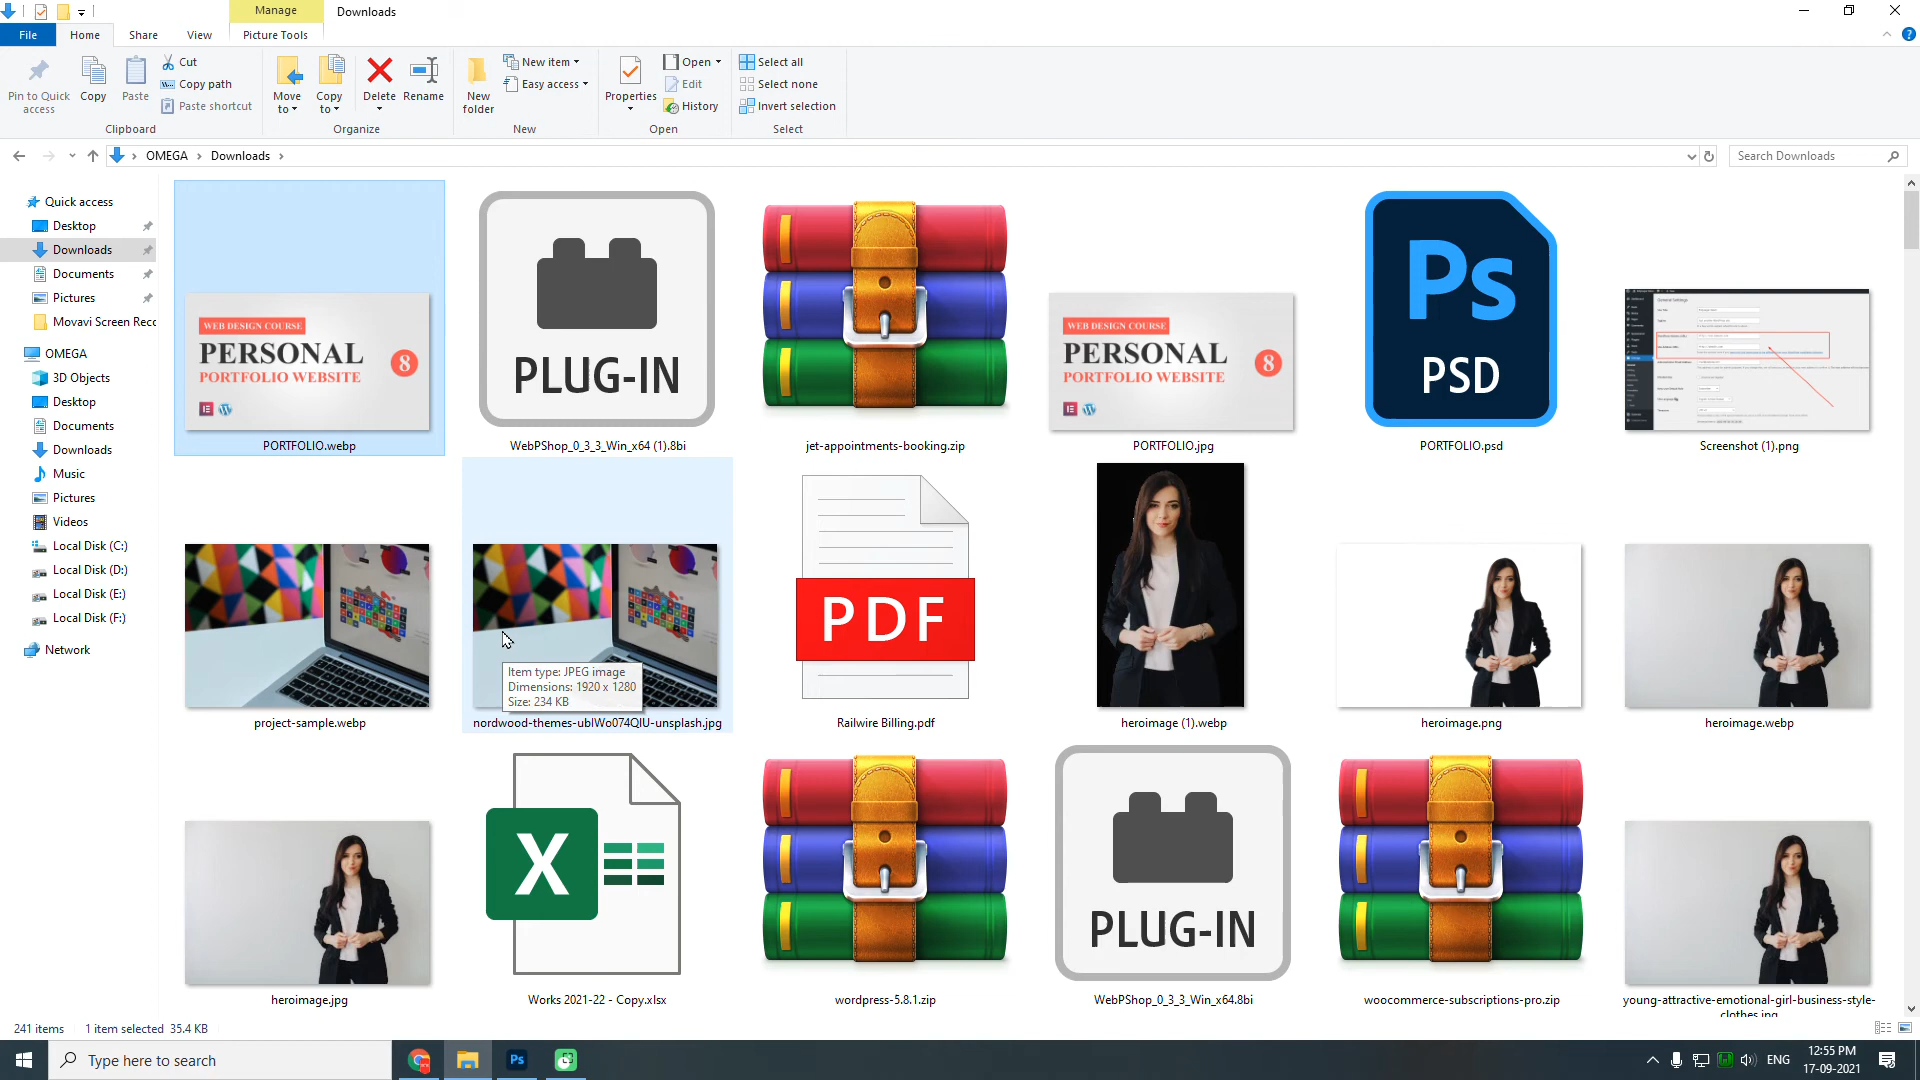 Manage
Downloads
File
Home
Share
View
Picture Tools
Pin to Quick
access
Copy
Paste
Cut
Copy path
Paste shortcut
Clipboard
Move
to
Copy
to
Delete
Rename
Organize
New
folder
New item
Easy access
New
Properties
Open
Edit
History
Open
Select all
Select none
Invert selection
Select
OMEGA
Downloads
Search Downloads
Quick access
Desktop
Downloads
Documents
Pictures
Movavi Screen Reco
OMEGA
3D Objects
Desktop
Documents
Downloads
Music
Pictures
Videos
Local Disk (C:)
Local Disk (D:)
Local Disk (E:)
Local Disk (F:)
Network
WEB DESIGN COURSE
PERSONAL
PORTFOLIO WEBSITE
8
PORTFOLIO.webp
PLUG-IN
WebPShop_0_3_3_Win_x64 (1).8bi
jet-appointments-booking.zip
WEB DESIGN COURSE
PERSONAL
PORTFOLIO WEBSITE
8
PORTFOLIO.jpg
Ps
PSD
PORTFOLIO.psd
General Settings
Screenshot (1).png
project-sample.webp
Item type: JPEG image
Dimensions: 1920 x 1280
Size: 234 KB
PDF
Railwire Billing.pdf
heroimage (1).webp
heroimage.png
heroimage.webp
heroimage.jpg
X
Works 2021-22 - Copy.xlsx
wordpress-5.8.1.zip
PLUG-IN
WebPShop_0_3_3_Win_x64.8bi
woocommerce-subscriptions-pro.zip
young-attractive-emotional-girl-business-style-
241 items
1 item selected 35.4 KB
Type here to search
Ps
ENG
12:55 PM
17-09-2021